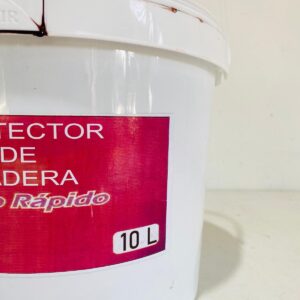 TECTOR
DE
ADERA
o Rápido
10 L